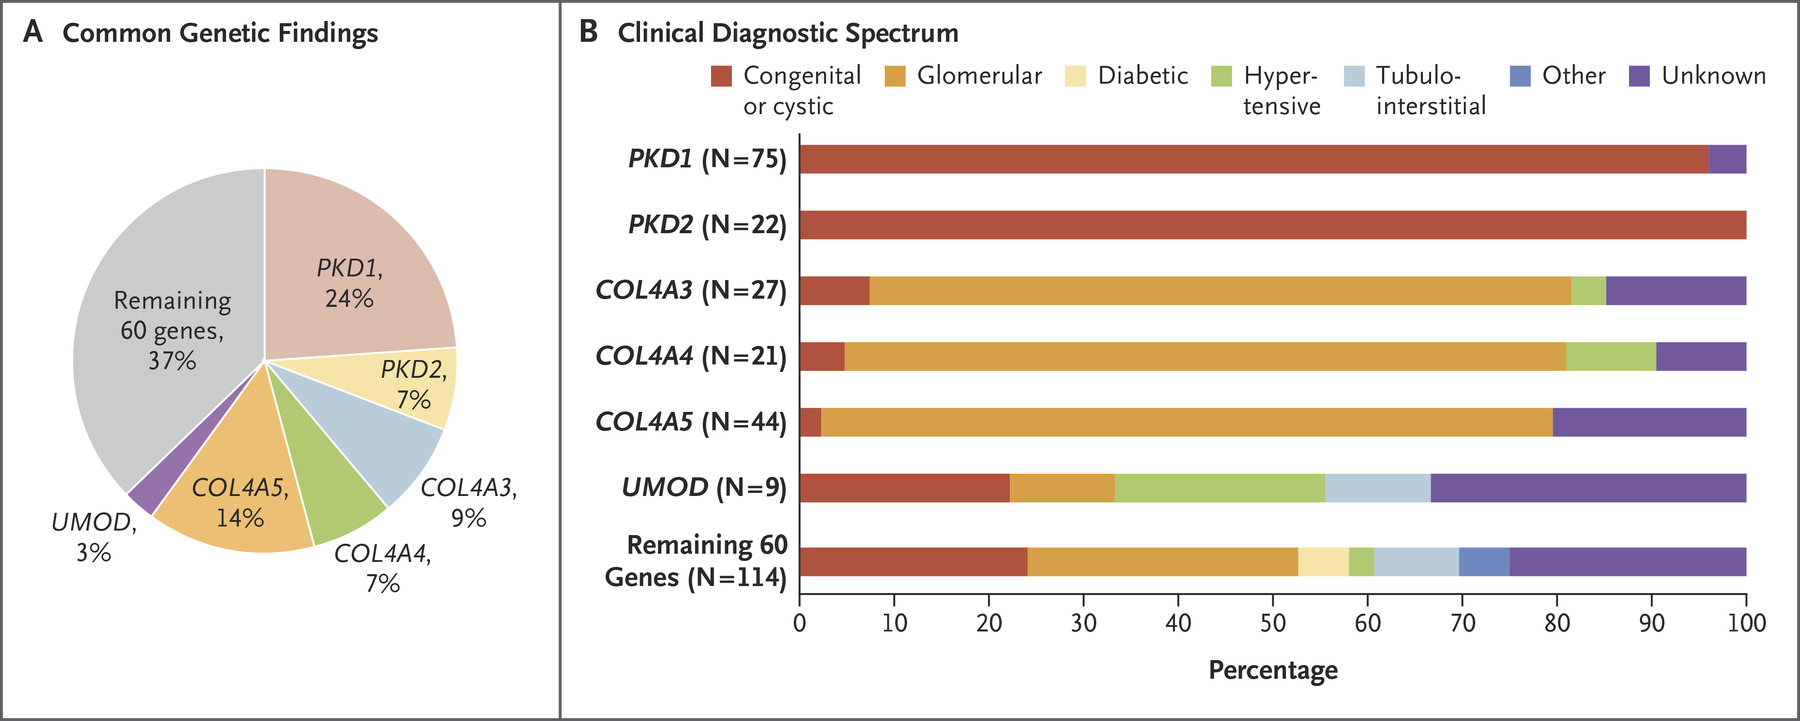 A Common Genetic Findings
PKD1,
24%
PKD2,
7%
COL4A3,
9%
COL4A4,
7%
COL4A5,
14%
UMOD,
3%
Remaining
60 genes,
37%
B Clinical Diagnostic Spectrum
Congenital
or cystic
Glomerular
Diabetic
Hyper-
tensive
Tubulo-
interstitial
Other
Unknown
PKD1 (N=75)
PKD2 (N=22)
COL4A3 (N=27)
COL4A4 (N=21)
COL4A5 (N=44)
UMOD (N=9)
Remaining 60
Genes (N=114)
0 10 20 30 40 50 60 70 80 90 100
Percentage